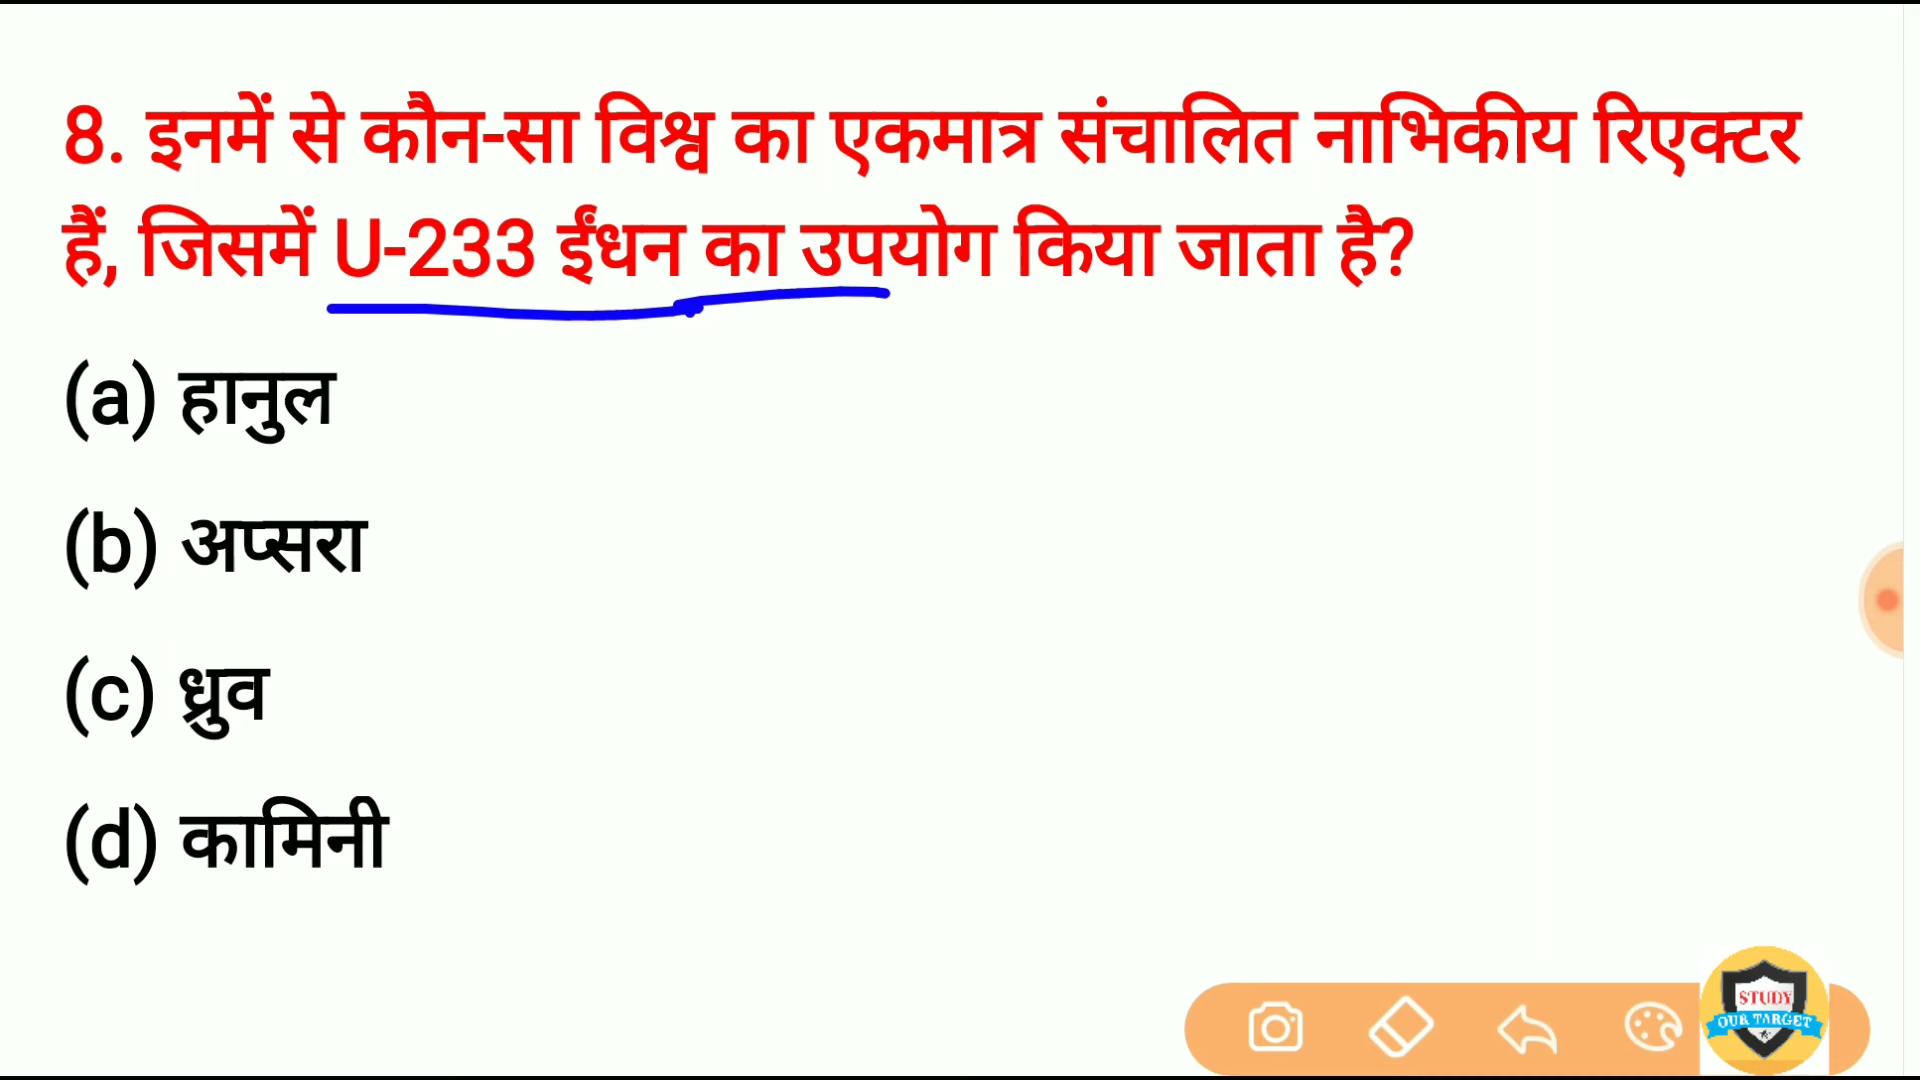 8. इनमें से कौन-सा विश्व का एकमात्र संचालित नाभिकीय रिएक्टर
हैं, जिसमें U-233 ईंधन का उपयोग किया जाता है?
(a) हानुल
(b) अप्सरा
(c) ध्रुव
(d) कामिनी
STUDY
OUR TARGET